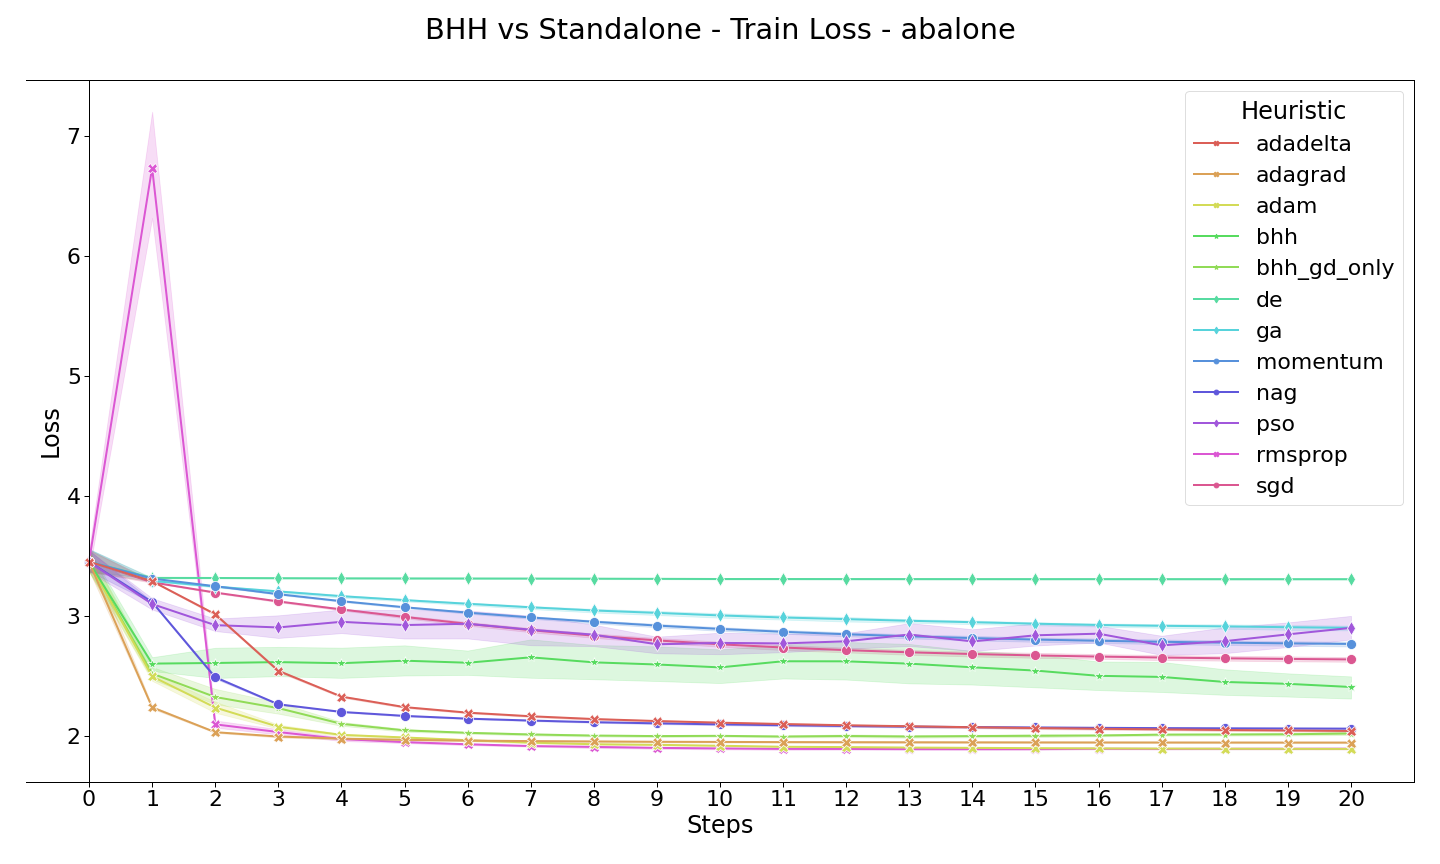 BHH vs Standalone - Train Loss - abalone
Heuristic
adadelta
adagrad
adam
bhh
bhh_gd_only
de
ga
momentum
nag
pso
rmsprop
sgd
Loss
7
6
5
4
3
2
0 1 2 3 4 5 6 7 8 9 10 11 12 13 14 15 16 17 18 19 20
Steps